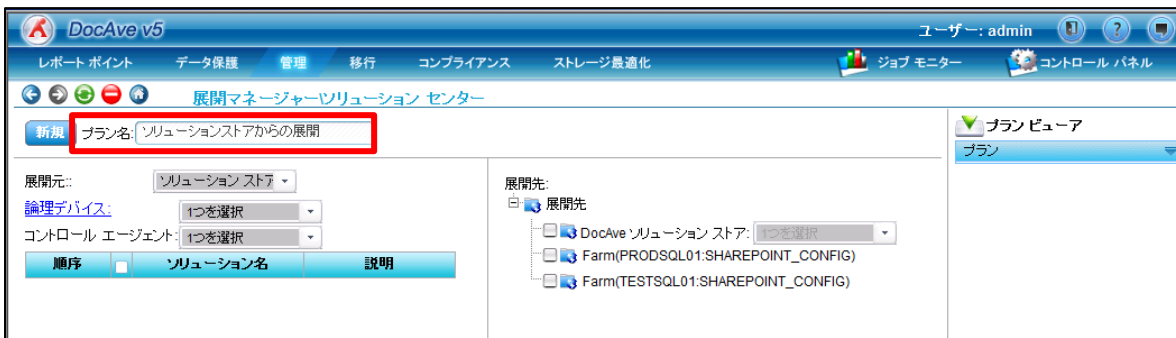 DocAve v5
ユーザー: admin
レポート ポイント データ保護 管理 移行 コンプライアンス ストレージ最適化 ジョブ モニター コントロール パネル
展開マネージャー\ソリューション センター
新規 プラン名: ソリューションストアからの展開
プラン ビューア
プラン
展開元:: ソリューション ストア
論理デバイス: 1つを選択
コントロール エージェント: 1つを選択
順序 ソリューション名 説明
展開先:
展開先
DocAve ソリューション ストア: 1つを選択
Farm(PRODSQL01:SHAREPOINT_CONFIG)
Farm(TESTSQL01:SHAREPOINT_CONFIG)